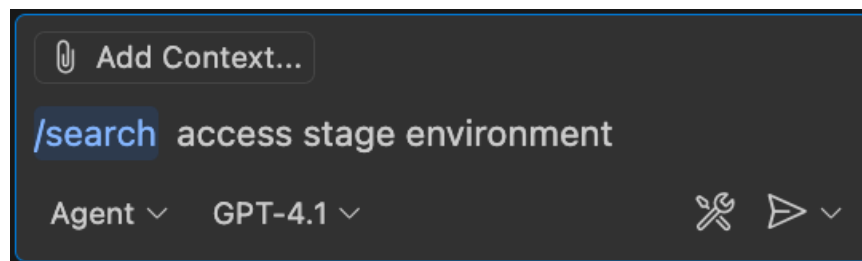 Add Context...
/search access stage environment
Agent GPT-4.1